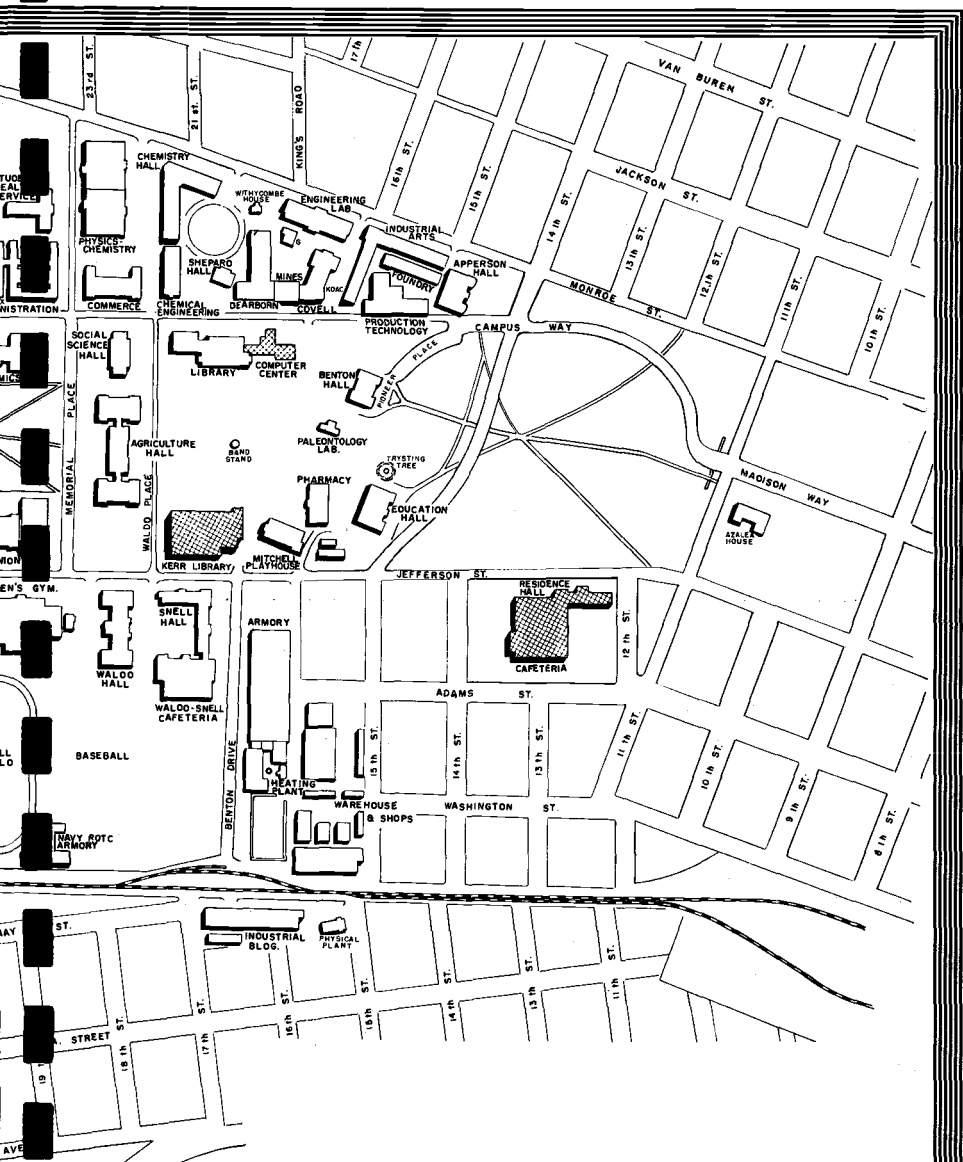 23rd ST.
21st. ST.
KING'S ROAD
17th
16th ST.
15th ST.
VAN BUREN ST.
JACKSON ST.
14th ST.
13th ST.
12th ST.
11th ST.
10th ST.
MONROE ST.
CHEMISTRY
HALL
WITHYCOMBE
HOUSE
ENGINEERING
LAB.
INDUSTRIAL
ARTS
APPERSON
HALL
FOUNDRY
PHYSICS-
CHEMISTRY
SHEPARD
HALL
G
MINES
KOAC
COMMERCE
CHEMICAL
ENGINEERING
DEARBORN
COVELL
PRODUCTION
TECHNOLOGY
CAMPUS WAY
SOCIAL
SCIENCE
HALL
LIBRARY
COMPUTER
CENTER
BENTON
HALL
PIONEER PLACE
MEMORIAL PLACE
AGRICULTURE
HALL
BAND
STAND
PALEONTOLOGY
LAB.
TRYSTING
TREE
WALDO PLACE
PHARMACY
EDUCATION
HALL
MADISON WAY
AZALEA
HOUSE
KERR LIBRARY
MITCHELL
PLAYHOUSE
JEFFERSON ST.
EN'S GYM.
SNELL
HALL
ARMORY
RESIDENCE
HALL
CAFETERIA
12th ST.
WALDO
HALL
WALDO-SNELL
CAFETERIA
ADAMS ST.
BASEBALL
BENTON DRIVE
HEATING
PLANT
15th ST.
14th ST.
13th ST.
11th ST.
10th ST.
9th ST.
8th ST.
WAREHOUSE
& SHOPS
WASHINGTON ST.
NAVY ROTC
ARMORY
ST.
INDUSTRIAL
BLDG.
PHYSICAL
PLANT
A. STREET
18th ST.
17th ST.
16th ST.
15th ST.
14th ST.
13th ST.
11th ST.
AVE